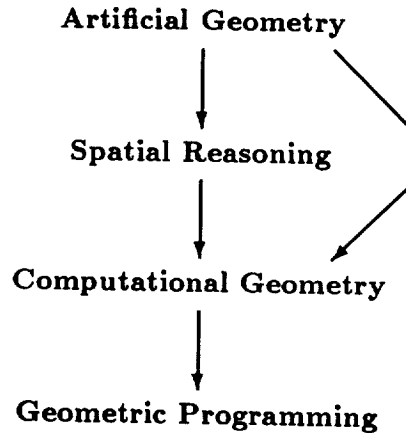 Artificial Geometry
Spatial Reasoning
Computational Geometry
Geometric Programming